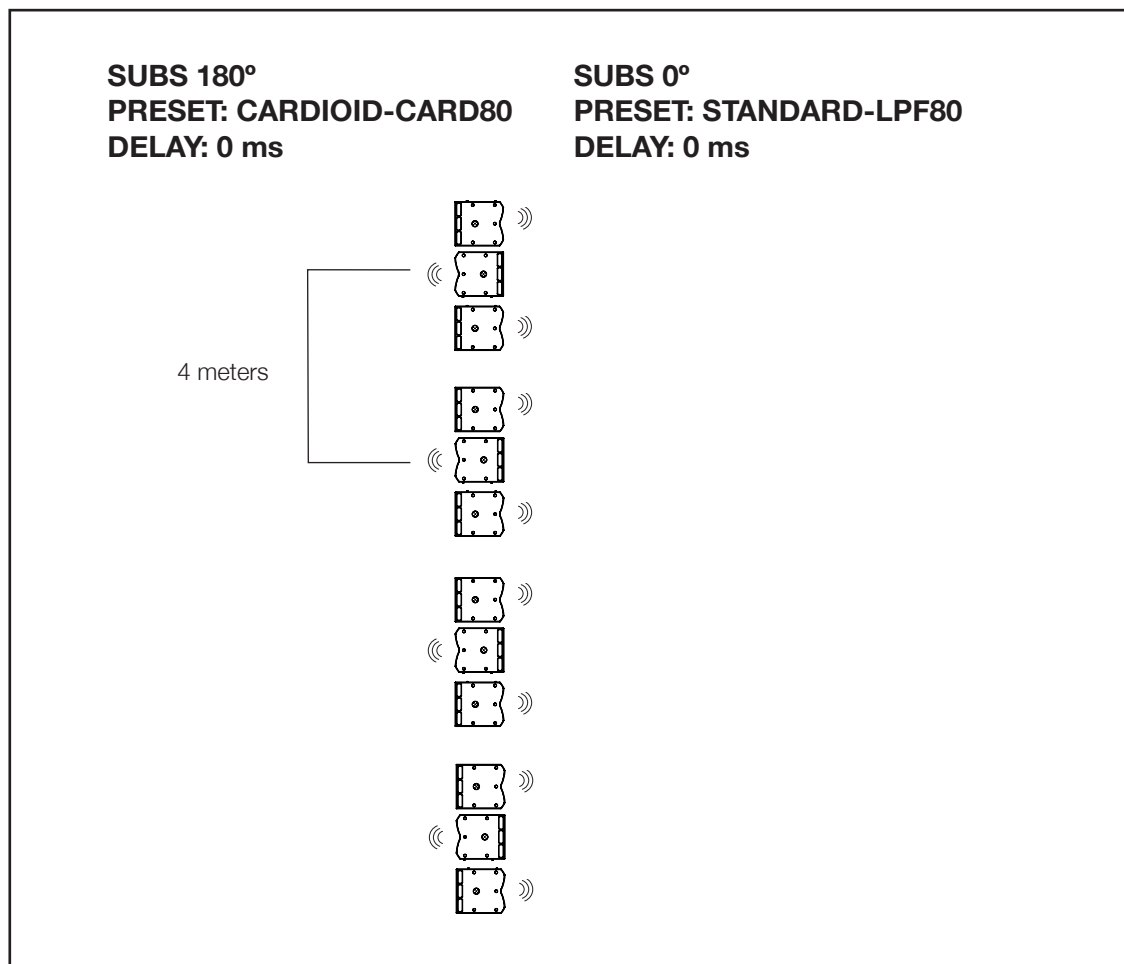 SUBS 180º
PRESET: CARDIOID-CARD80
DELAY: 0 ms
SUBS 0º
PRESET: STANDARD-LPF80
DELAY: 0 ms
4 meters